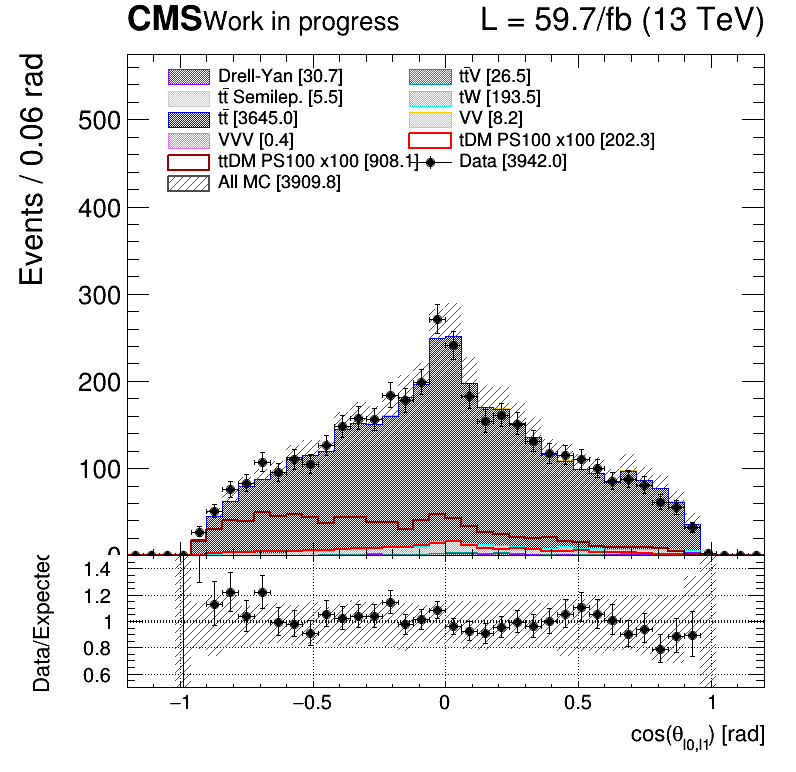 CMS Work in progress L = 59.7/fb (13 TeV)
Drell-Yan [30.7] tt̄V [26.5]
tt̄ Semilep. [5.5] tW [193.5]
tt̄ [3645.0] VV [8.2]
VVV [0.4] tDM PS100 x100 [202.3]
ttDM PS100 x100 [908.1] Data [3942.0]
All MC [3909.8]
Events / 0.06 rad
500
400
300
200
100
0
Data/Expected
1.4
1.2
1
0.8
0.6
−1 −0.5 0 0.5 1
cos(θ_{l0,l1}) [rad]